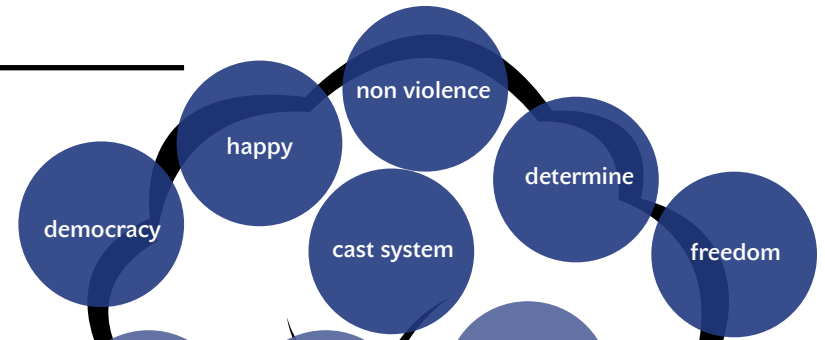 non violence
happy
determine
democracy
cast system
freedom